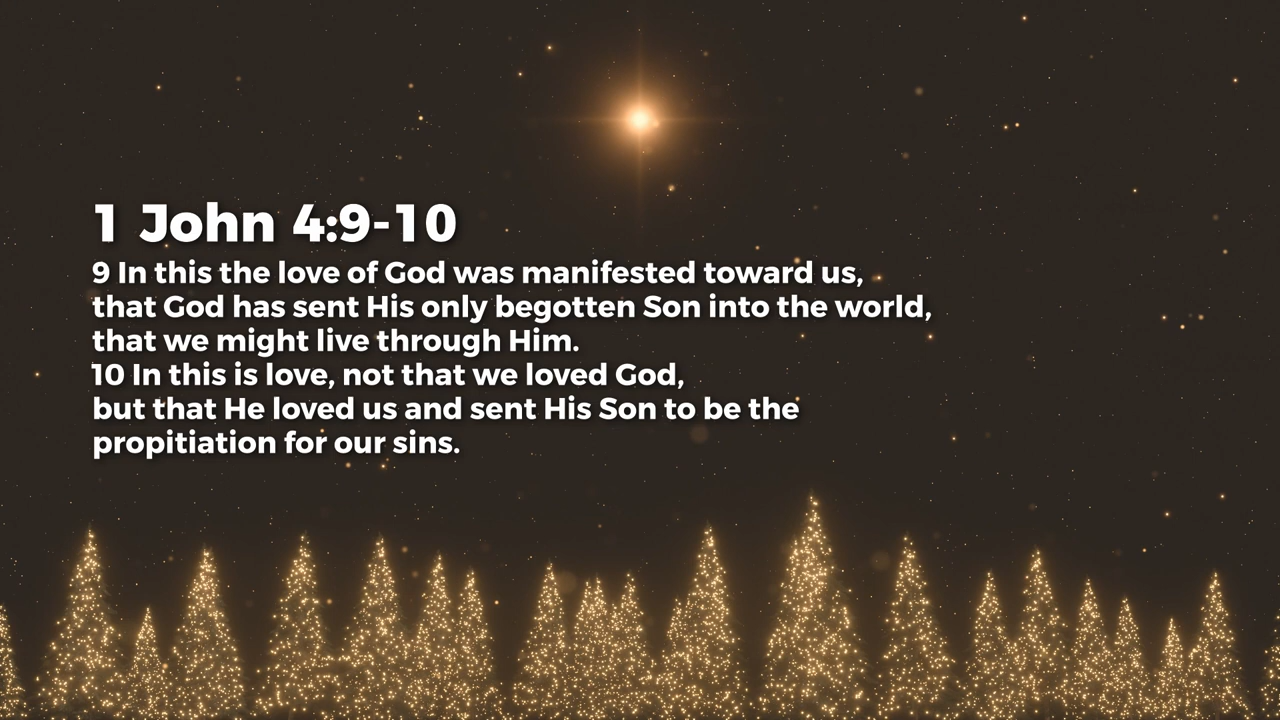 1 John 4:9-10
9 In this the love of God was manifested toward us,
that God has sent His only begotten Son into the world,
that we might live through Him.
10 In this is love, not that we loved God,
but that He loved us and sent His Son to be the
propitiation for our sins.